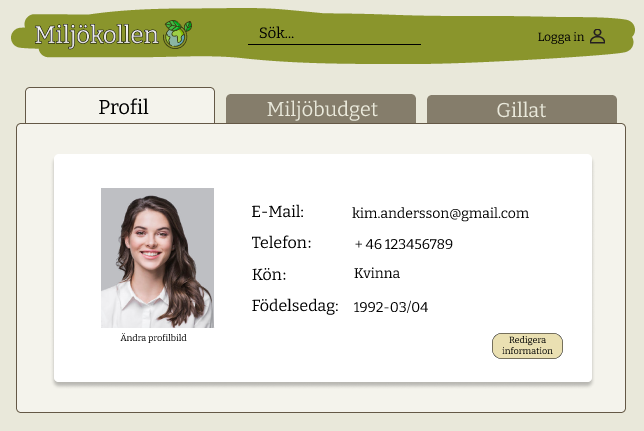 Miljökollen
Sök...
Logga in
Profil
Miljöbudget
Gillat
E-Mail: kim.andersson@gmail.com
Telefon: + 46 123456789
Kön: Kvinna
Födelsedag: 1992-03/04
Ändra profilbild
Redigera
information